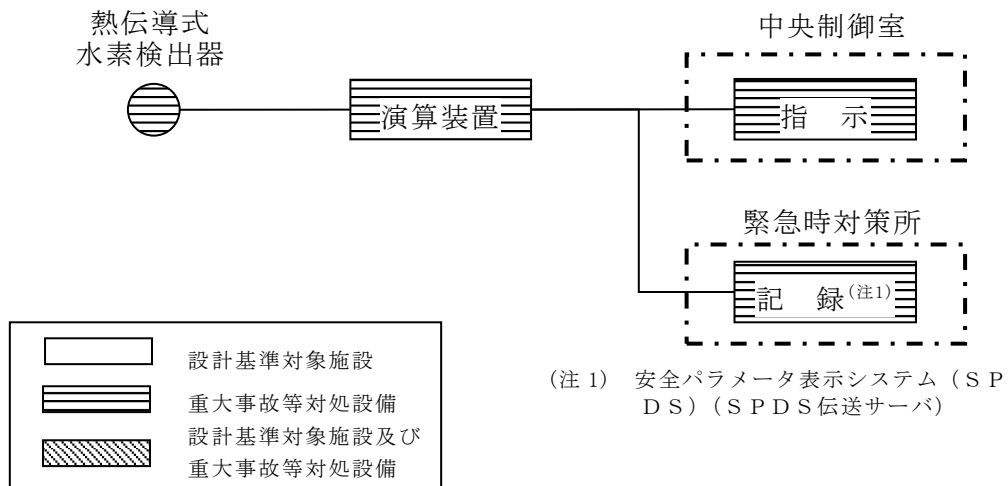 熱伝導式
水素検出器
演算装置
中央制御室
指　示
緊急時対策所
記　録(注1)
設計基準対象施設
重大事故等対処設備
設計基準対象施設及び
重大事故等対処設備
(注 1)　安全パラメータ表示システム（ＳＰ
ＤＳ）（ＳＰＤＳ伝送サーバ）